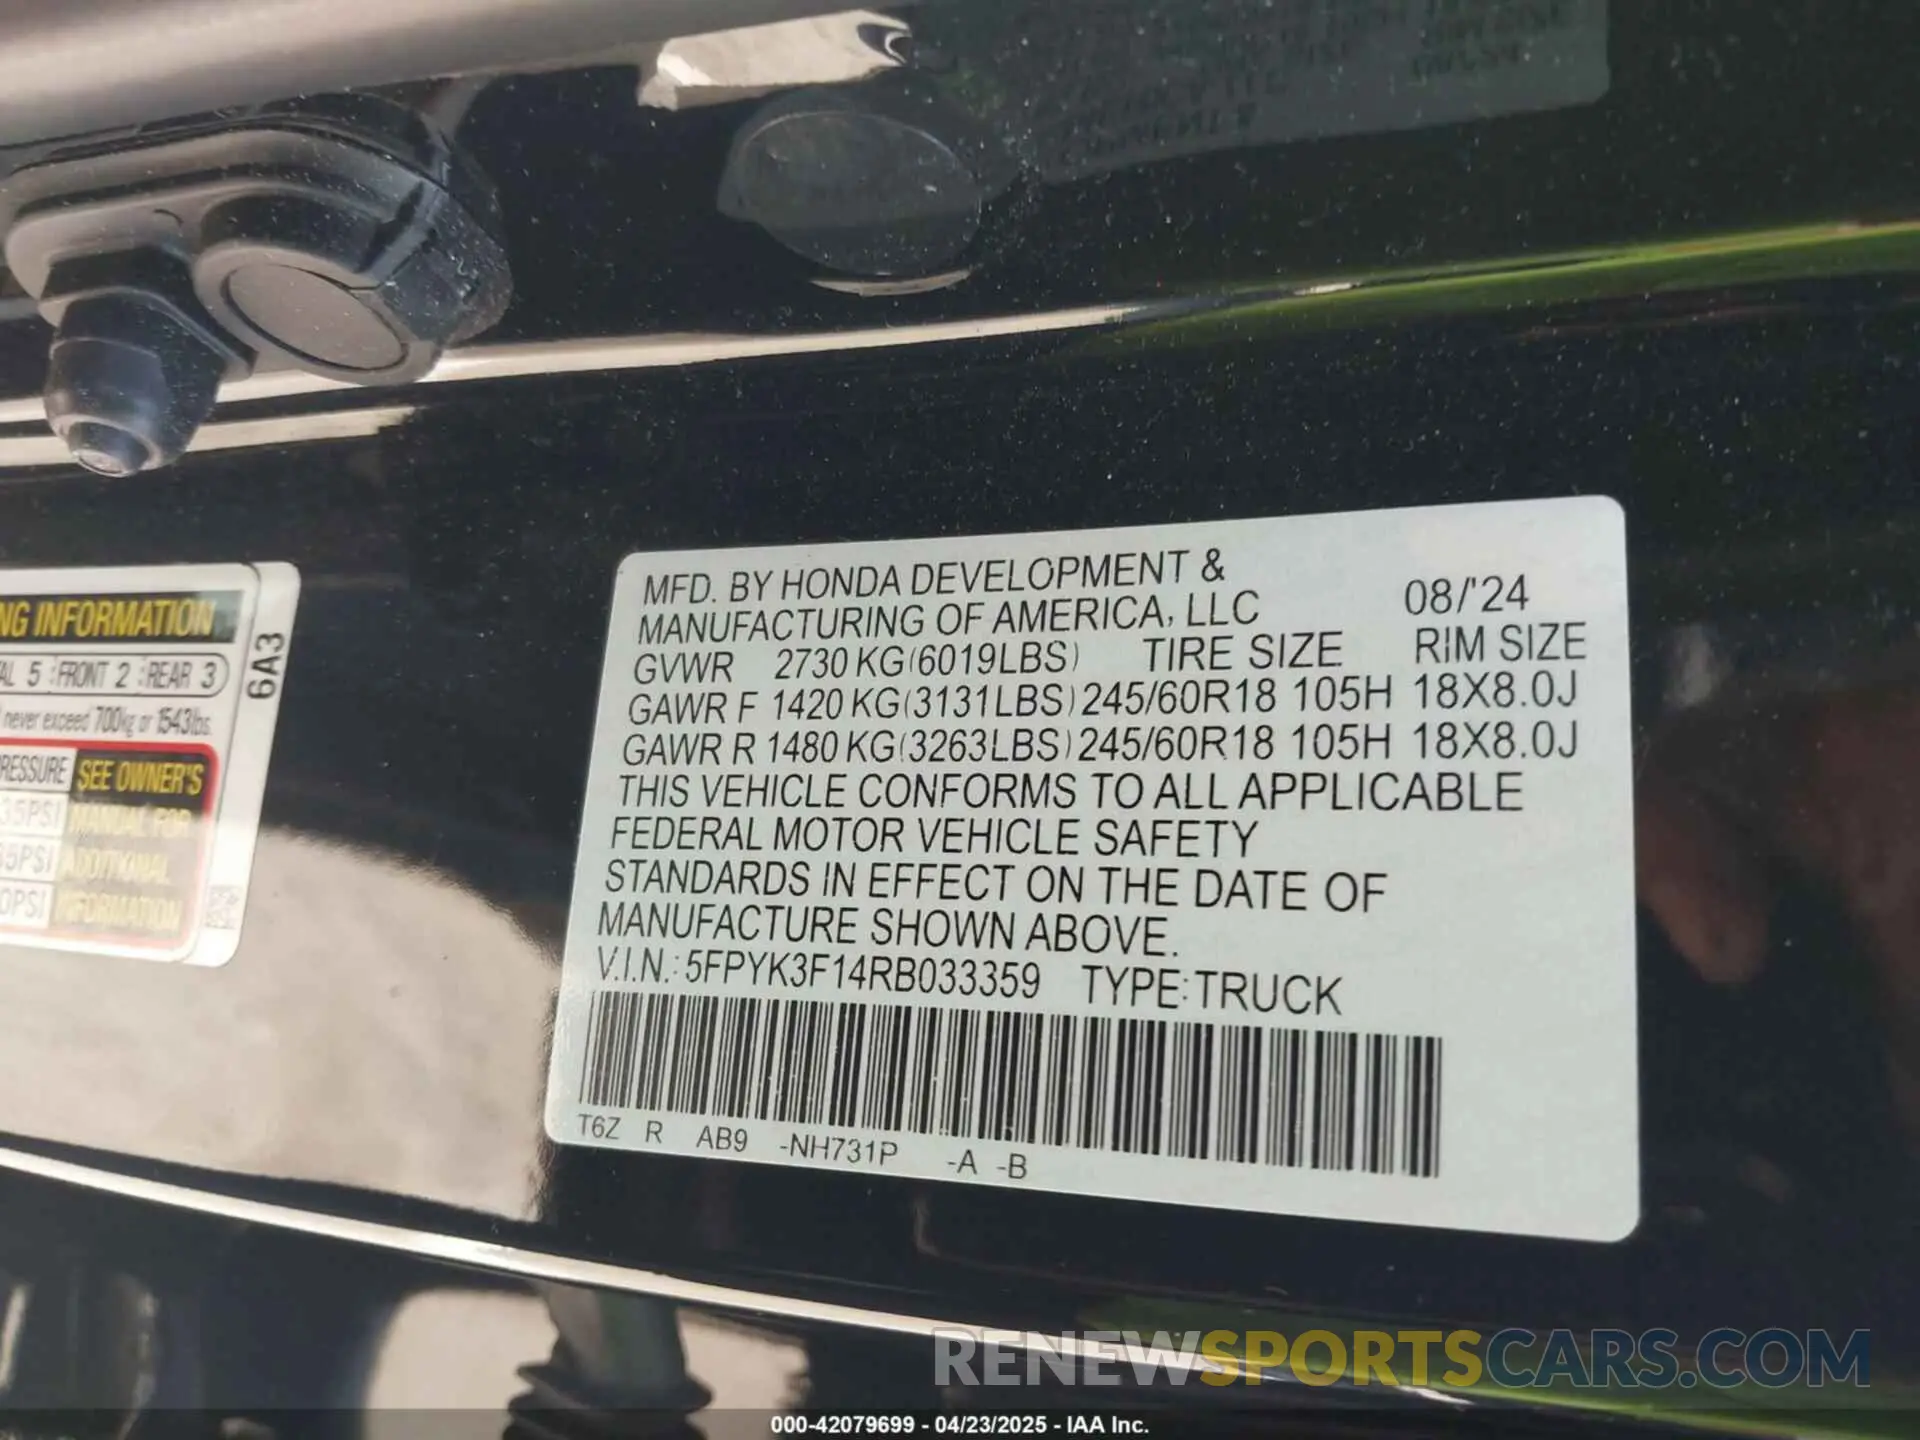 MFD. BY HONDA DEVELOPMENT &
MANUFACTURING OF AMERICA, LLC 08/'24
GVWR 2730 KG(6019LBS) TIRE SIZE RIM SIZE
GAWR F 1420 KG(3131LBS) 245/60R18 105H 18X8.0J
GAWR R 1480 KG(3263LBS) 245/60R18 105H 18X8.0J
THIS VEHICLE CONFORMS TO ALL APPLICABLE
FEDERAL MOTOR VEHICLE SAFETY
STANDARDS IN EFFECT ON THE DATE OF
MANUFACTURE SHOWN ABOVE.
V.I.N.: 5FPYK3F14RB033359 TYPE: TRUCK
T6Z R AB9 -NH731P -A -B
INFORMATION
5 FRONT 2 REAR 3
6A3
never exceed 700kg or 1543lbs.
SEE OWNER'S
35PSI MANUAL FOR
35PSI ADDITIONAL
INFORMATION
RENEWSPORTSCARS.COM
000-42079699 - 04/23/2025 - IAA Inc.